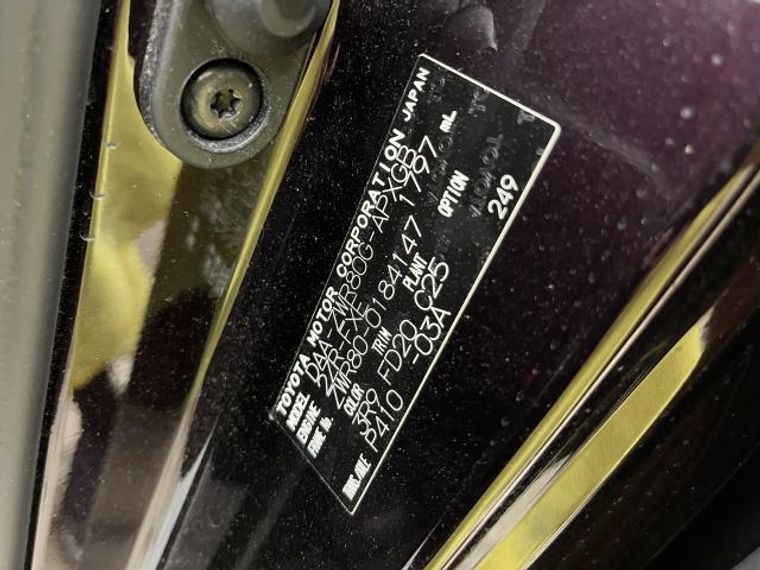 TOYOTA MOTOR CORPORATION JAPAN
MODEL DAA-ZWR80G-APXGB
ENGINE 2ZR-FXE 1797 mL
FRAME No. ZWR80-0184147
COLOR TRIM PLANT OPTION
3R9 FD20 C25 249
TRANS./AXLE P410 -03A